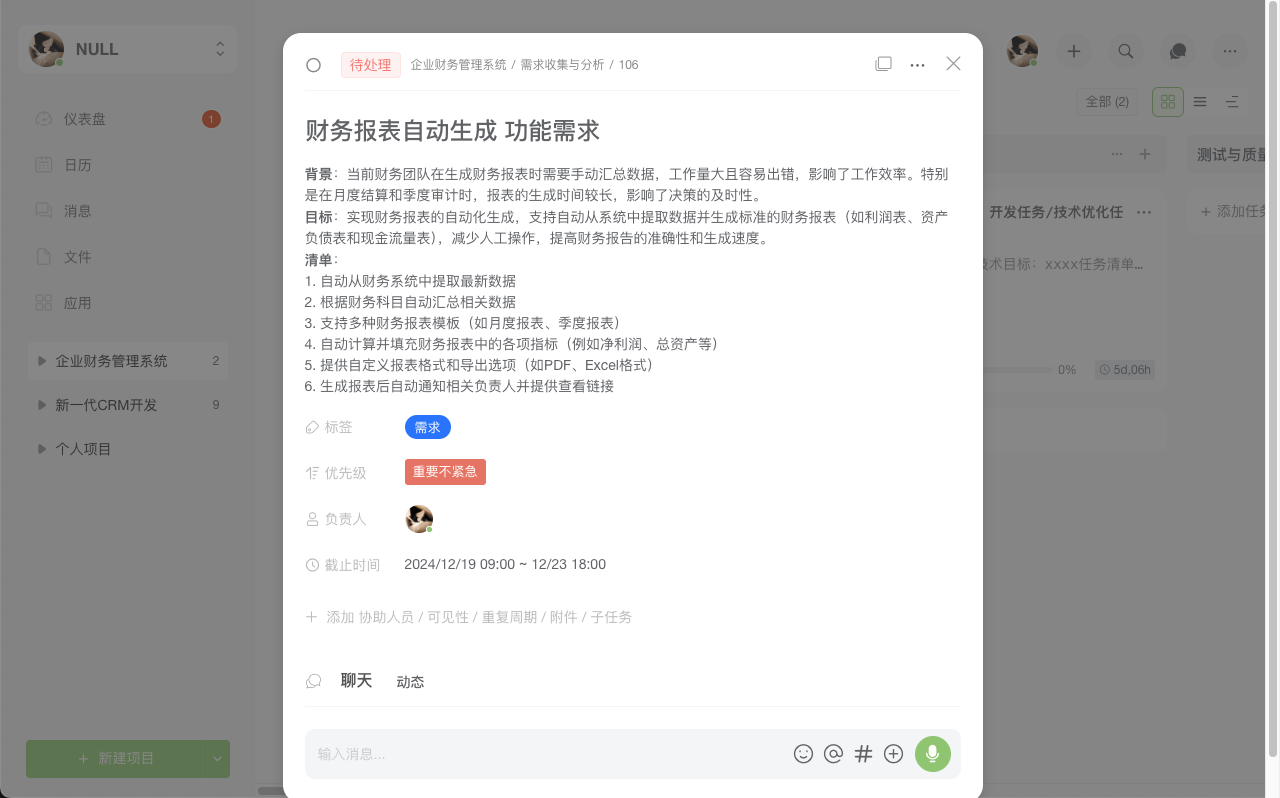 NULL
仪表盘
1
日历
消息
文件
应用
企业财务管理系统 2
新一代CRM开发 9
个人项目
+ 新建项目
待处理 企业财务管理系统 / 需求收集与分析 / 106
财务报表自动生成 功能需求
背景：当前财务团队在生成财务报表时需要手动汇总数据，工作量大且容易出错，影响了工作效率。特别
是在月度结算和季度审计时，报表的生成时间较长，影响了决策的及时性。
目标：实现财务报表的自动化生成，支持自动从系统中提取数据并生成标准的财务报表（如利润表、资产
负债表和现金流量表），减少人工操作，提高财务报告的准确性和生成速度。
清单：
1. 自动从财务系统中提取最新数据
2. 根据财务科目自动汇总相关数据
3. 支持多种财务报表模板（如月度报表、季度报表）
4. 自动计算并填充财务报表中的各项指标（例如净利润、总资产等）
5. 提供自定义报表格式和导出选项（如PDF、Excel格式）
6. 生成报表后自动通知相关负责人并提供查看链接
标签 需求
优先级 重要不紧急
负责人
截止时间 2024/12/19 09:00 ~ 12/23 18:00
+ 添加 协助人员 / 可见性 / 重复周期 / 附件 / 子任务
聊天 动态
输入消息...
全部 (2)
测试与质量
开发任务/技术优化任
+ 添加任务
技术目标：xxxx任务清单...
0% 5d,06h